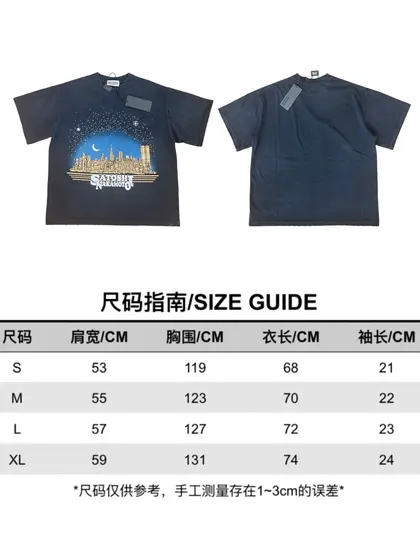 SATOSHI
NAKAMOTO
尺码指南/SIZE GUIDE
尺码 肩宽/CM 胸围/CM 衣长/CM 袖长/CM
S 53 119 68 21
M 55 123 70 22
L 57 127 72 23
XL 59 131 74 24
*尺码仅供参考，手工测量存在1~3cm的误差*